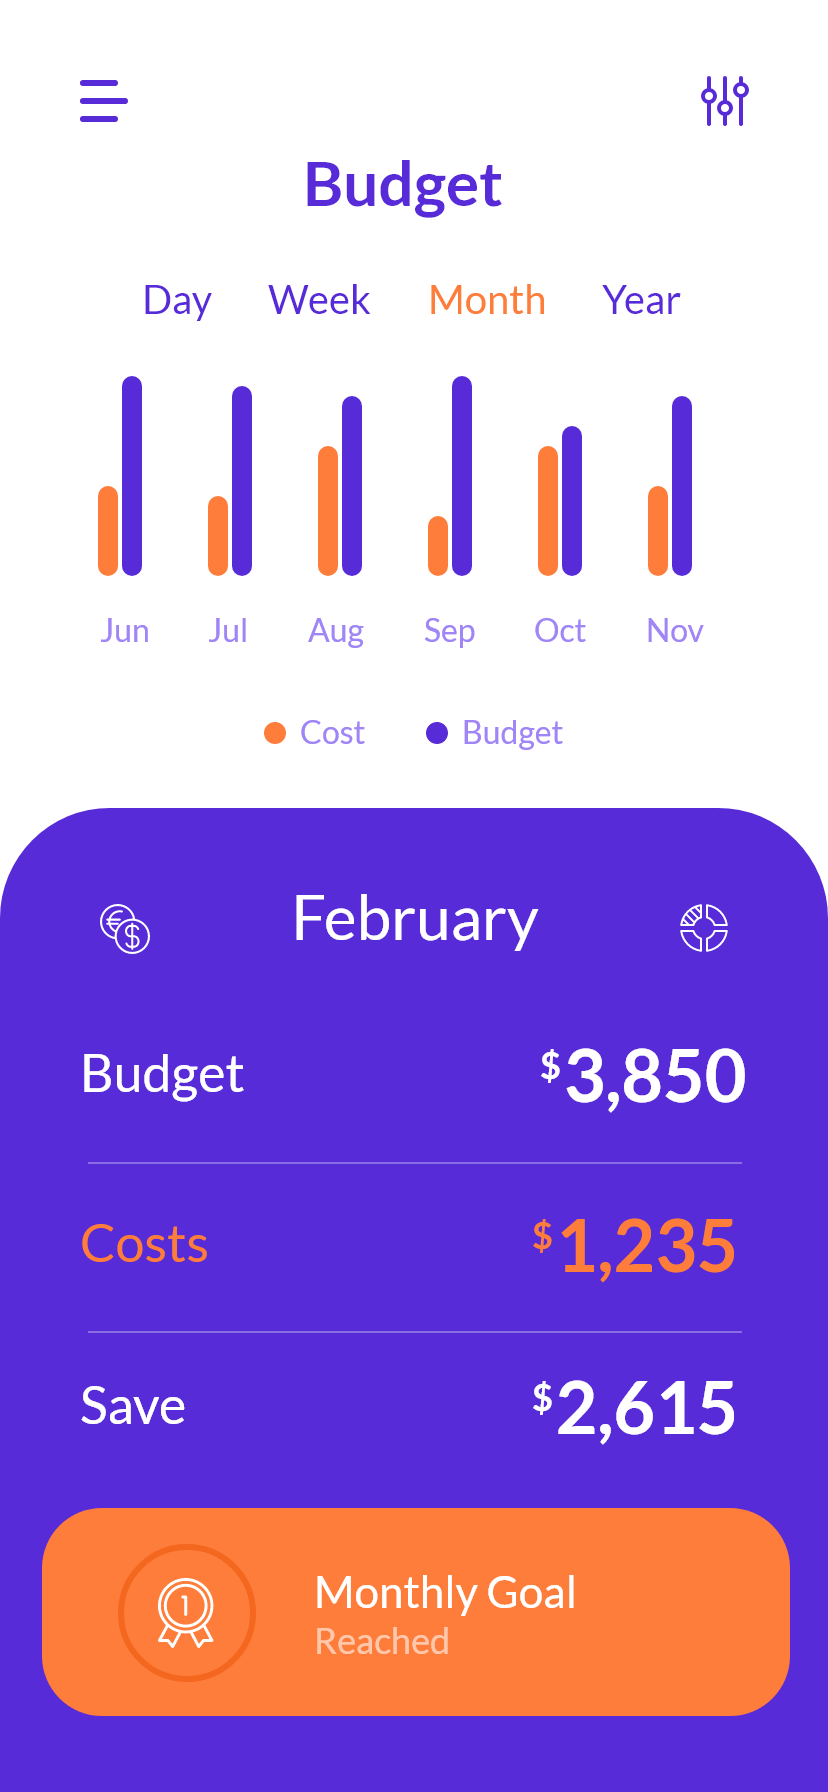 Budget
Day Week Month Year
Jun Jul Aug Sep Oct Nov
Cost Budget
€
$
February
Budget $3,850
Costs $1,235
Save $2,615
1
Monthly Goal
Reached